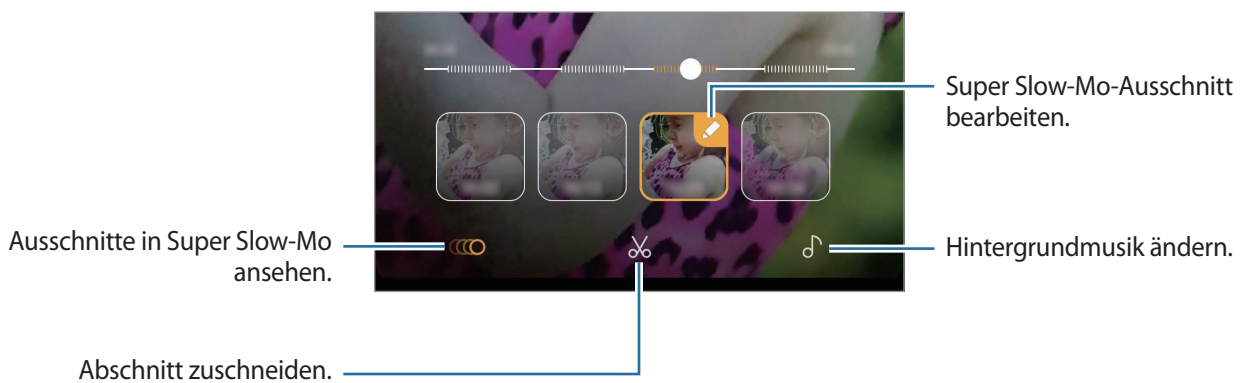 Super Slow-Mo-Ausschnitt
bearbeiten.
Ausschnitte in Super Slow-Mo
ansehen.
Hintergrundmusik ändern.
Abschnitt zuschneiden.